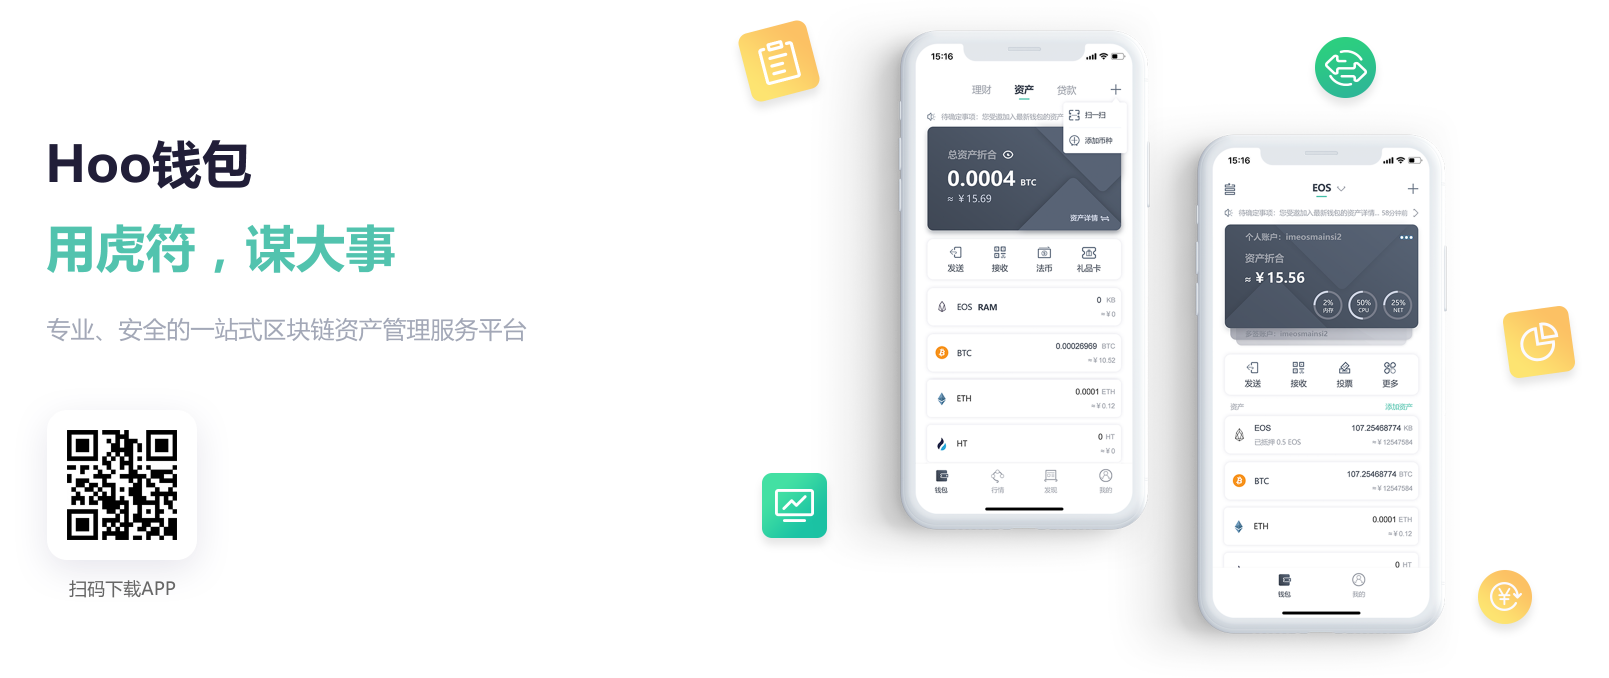 Hoo钱包
用虎符，谋大事
专业、安全的一站式区块链资产管理服务平台
扫码下载APP
15:16
理财 资产 贷款
待确定事项：您受邀加入最新钱包的资产
扫一扫
添加币种
总资产折合
0.0004 BTC
≈ ¥15.69
资产详情
发送 接收 法币 礼品卡
EOS RAM 0 KB
≈¥0
BTC 0.00026969 BTC
≈¥10.52
ETH 0.0001 ETH
≈¥0.12
HT 0 HT
≈¥0
钱包 行情 发现 我的
15:16
EOS
待确定事项：您受邀加入最新钱包的资产详情... 58分钟前
个人账户：imeosmainsi2
资产折合
≈ ¥15.56
2% 50% 25%
内存 CPU NET
多签账户：imeosmainsi2
发送 接收 投票 更多
资产 添加资产
EOS 107.25468774 KB
已抵押 0.5 EOS ≈¥12547584
BTC 107.25468774 BTC
≈¥12547584
ETH 0.0001 ETH
≈¥0.12
0 HT
钱包 我的